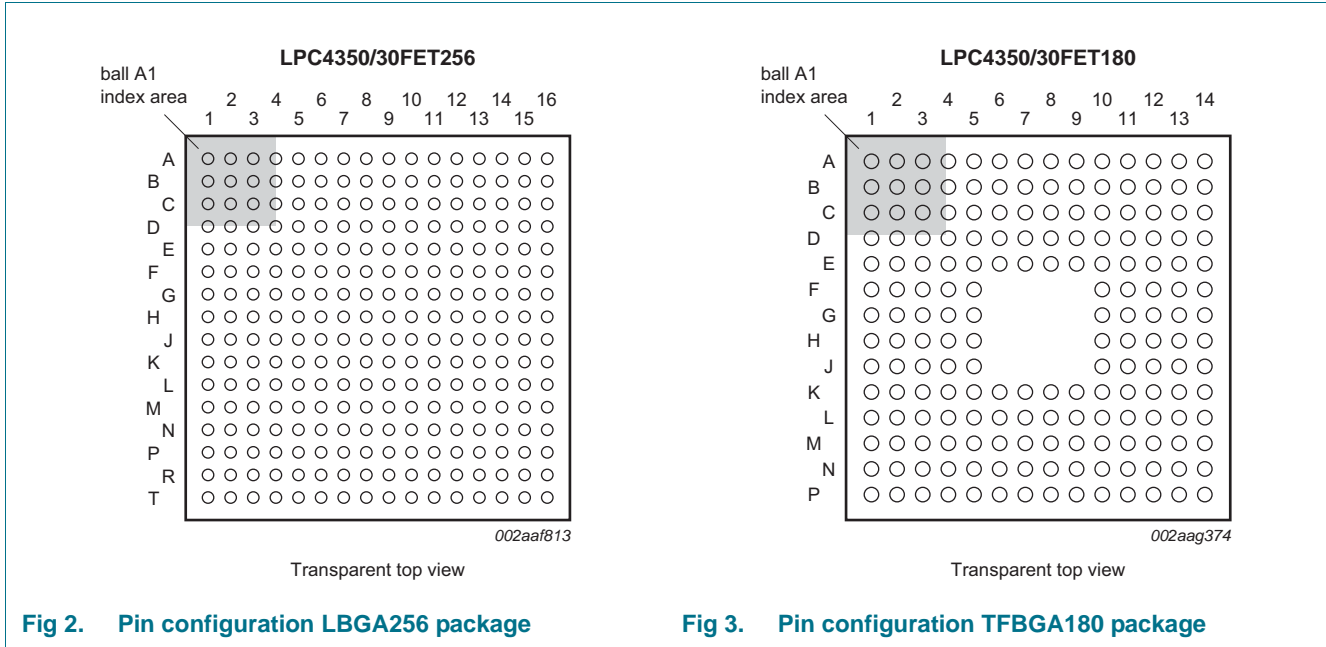 LPC4350/30FET256
ball A1
index area
2 4 6 8 10 12 14 16
1 3 5 7 9 11 13 15
A
B
C
D
E
F
G
H
J
K
L
M
N
P
R
T
002aaf813
Transparent top view
Fig 2. Pin configuration LBGA256 package
LPC4350/30FET180
ball A1
index area
2 4 6 8 10 12 14
1 3 5 7 9 11 13
A
B
C
D
E
F
G
H
J
K
L
M
N
P
002aag374
Transparent top view
Fig 3. Pin configuration TFBGA180 package